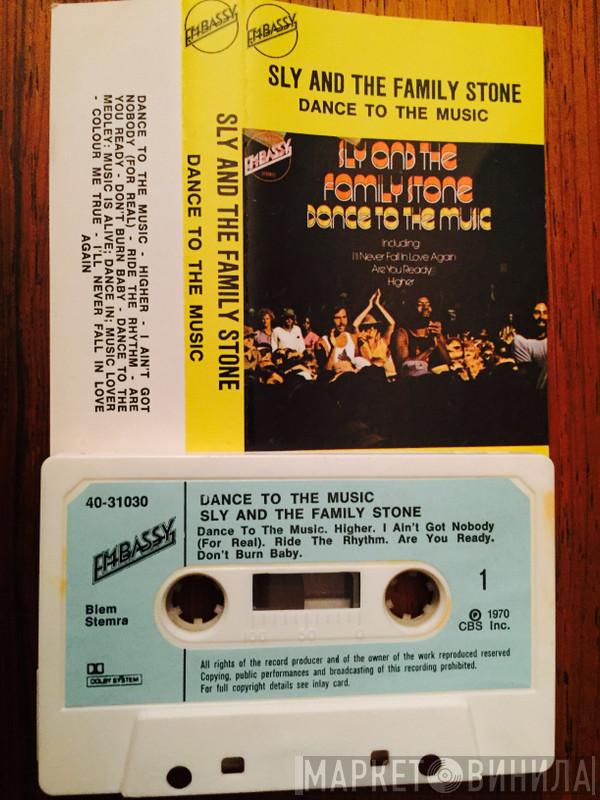 EMBASSY
EMBASSY
SLY AND THE FAMILY STONE
DANCE TO THE MUSIC
EMBASSY
SLY AND THE
FAMILY STONE
DANCE TO THE MUSIC
Including
I'll Never Fall In Love Again
Are You Ready
Higher
SLY AND THE FAMILY STONE
DANCE TO THE MUSIC
DANCE TO THE MUSIC - HIGHER - I AIN'T GOT
NOBODY (FOR REAL) - RIDE THE RHYTHM - ARE
YOU READY - DON'T BURN BABY - DANCE TO THE
MEDLEY: MUSIC IS ALIVE; DANCE IN; MUSIC LOVER
- COLOUR ME TRUE - I'LL NEVER FALL IN LOVE
AGAIN
40-31030
DANCE TO THE MUSIC
SLY AND THE FAMILY STONE
Dance To The Music. Higher. I Ain't Got Nobody
(For Real). Ride The Rhythm. Are You Ready.
Don't Burn Baby.
EMBASSY
1
Biem
Stemra
100 50 0
℗ 1970
CBS Inc.
DOLBY SYSTEM
All rights of the record producer and of the owner of the work reproduced reserved
Copying, public performances and broadcasting of this recording prohibited.
For full copyright details see inlay card.
МАРКЕТ ВИНИЛА